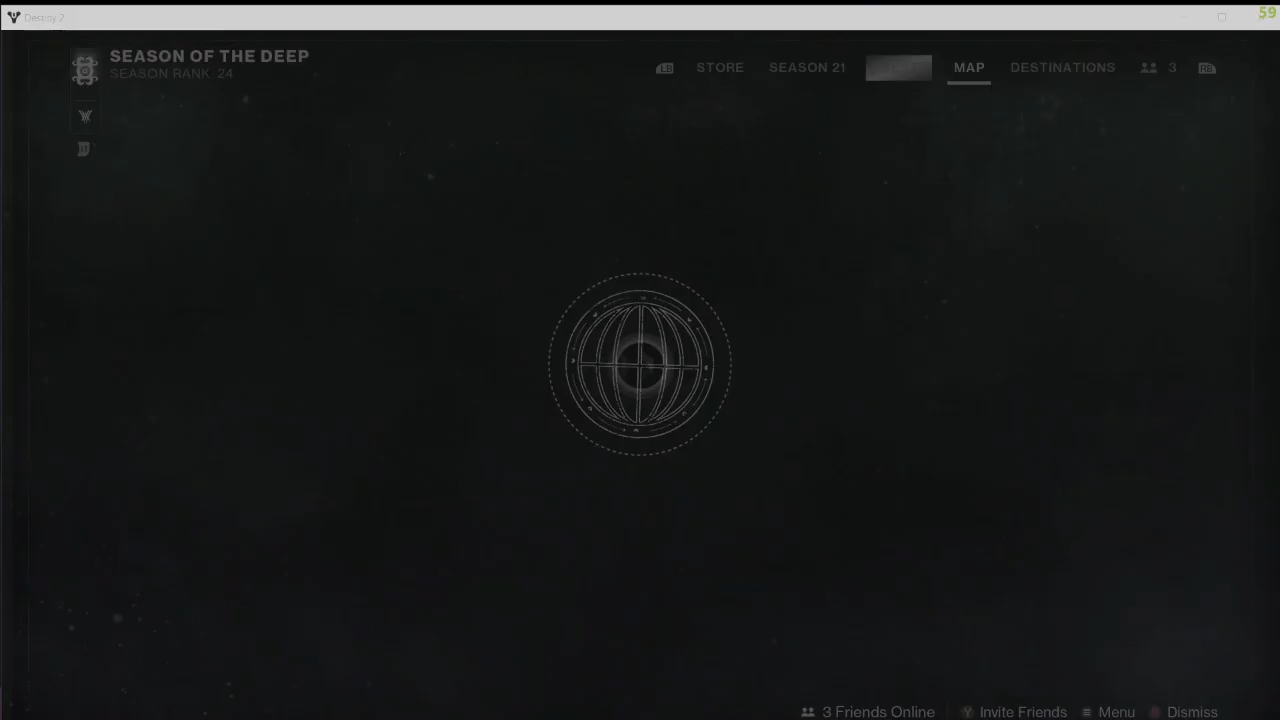 Destiny 2
59
SEASON OF THE DEEP
SEASON RANK 24
LB STORE SEASON 21 MAP DESTINATIONS 3 RB
3 Friends Online Y Invite Friends Menu Dismiss